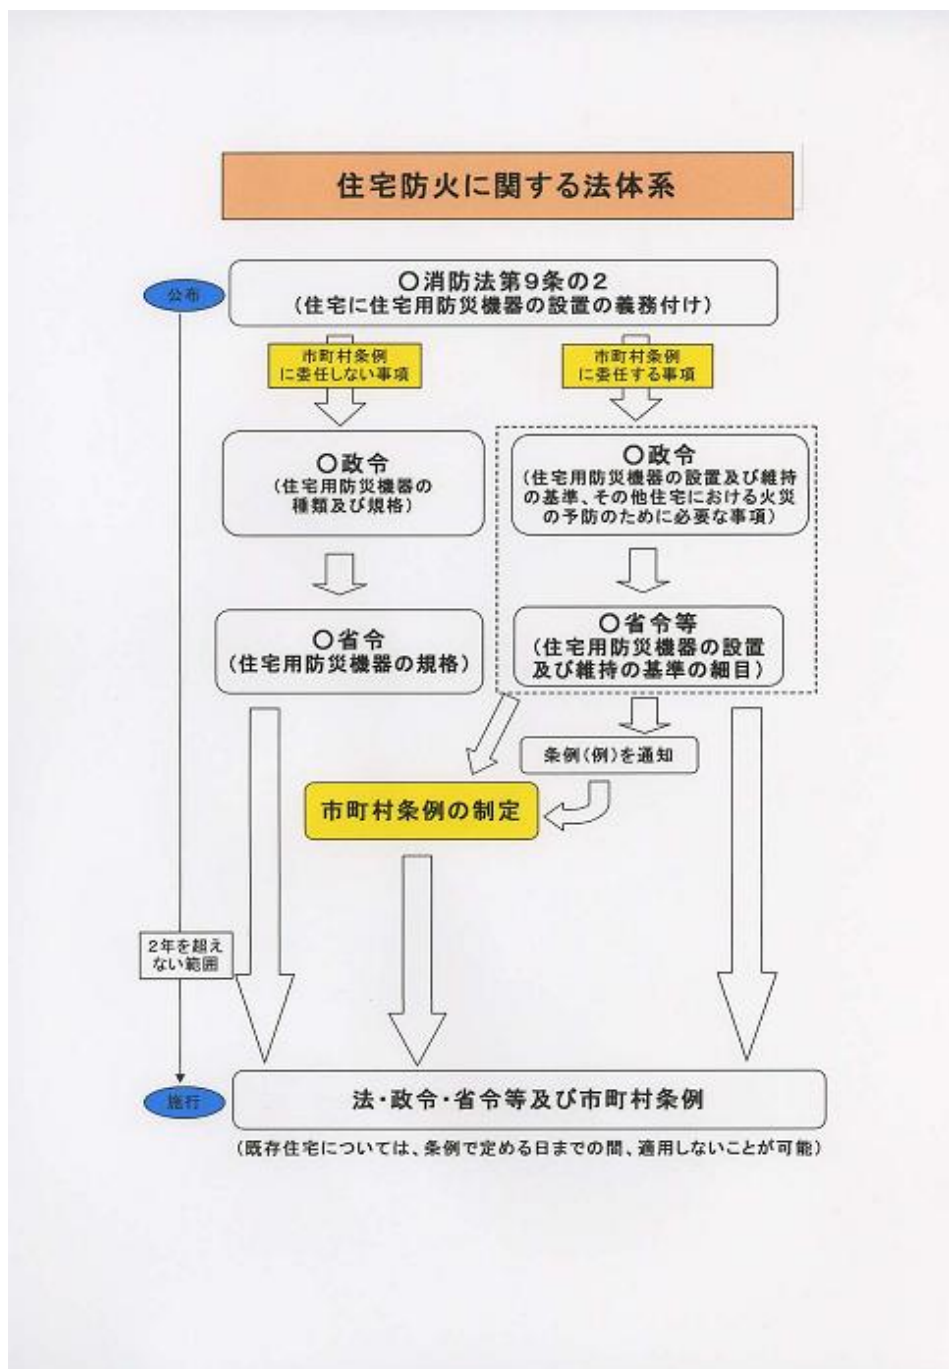 住宅防火に関する法体系
公布
〇消防法第9条の2
(住宅に住宅用防災機器の設置の義務付け)
市町村条例
に委任しない事項
市町村条例
に委任する事項
〇政令
(住宅用防災機器の
種類及び規格)
〇政令
(住宅用防災機器の設置及び維持
の基準、その他住宅における火災
の予防のために必要な事項)
〇省令
(住宅用防災機器の規格)
〇省令等
(住宅用防災機器の設置
及び維持の基準の細目)
条例(例)を通知
市町村条例の制定
2年を超え
ない範囲
施行
法・政令・省令等及び市町村条例
(既存住宅については、条例で定める日までの間、適用しないことが可能)